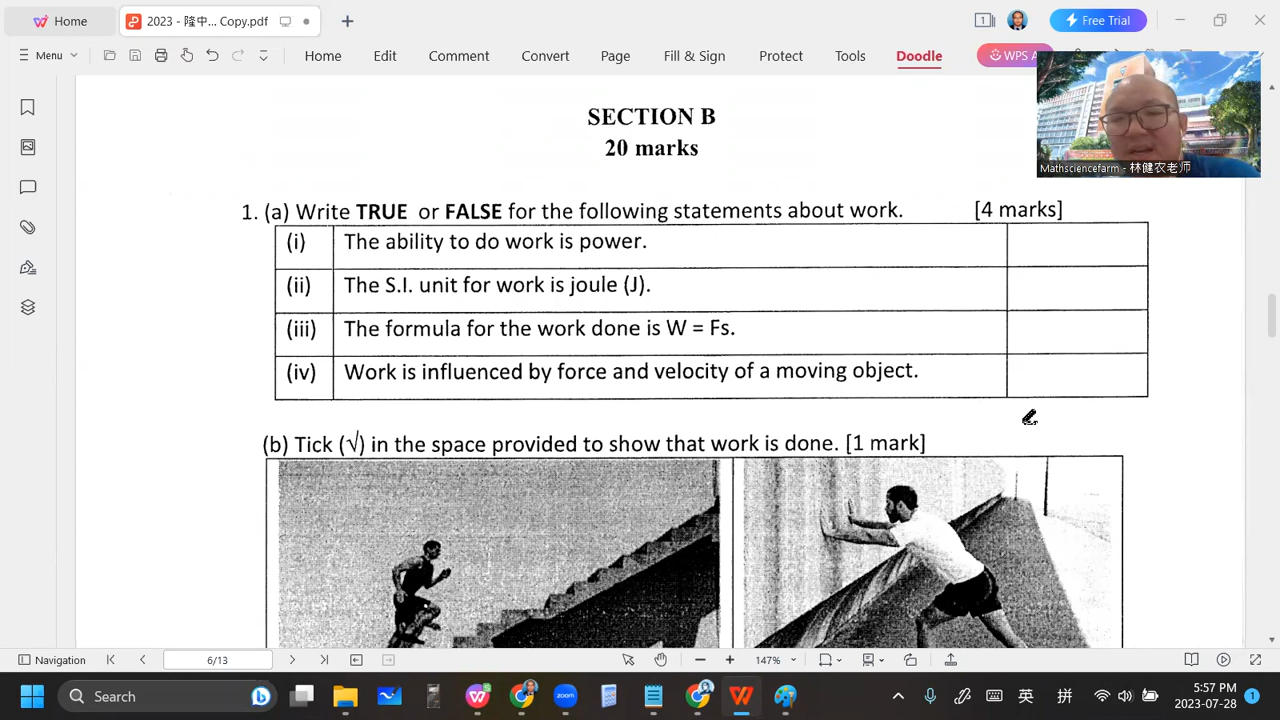 Home
2023 - 隆中... Copy.pdf
1
Free Trial
Menu
Home Edit Comment Convert Page Fill & Sign Protect Tools Doodle WPS A
SECTION B
20 marks
Mathsciencefarm - 林健农老师
1. (a) Write TRUE or FALSE for the following statements about work. [4 marks]
(i) The ability to do work is power.
(ii) The S.I. unit for work is joule (J).
(iii) The formula for the work done is W = Fs.
(iv) Work is influenced by force and velocity of a moving object.
(b) Tick (√) in the space provided to show that work is done. [1 mark]
Navigation 6/13 147%
Search 英 拼 5:57 PM
2023-07-28 1